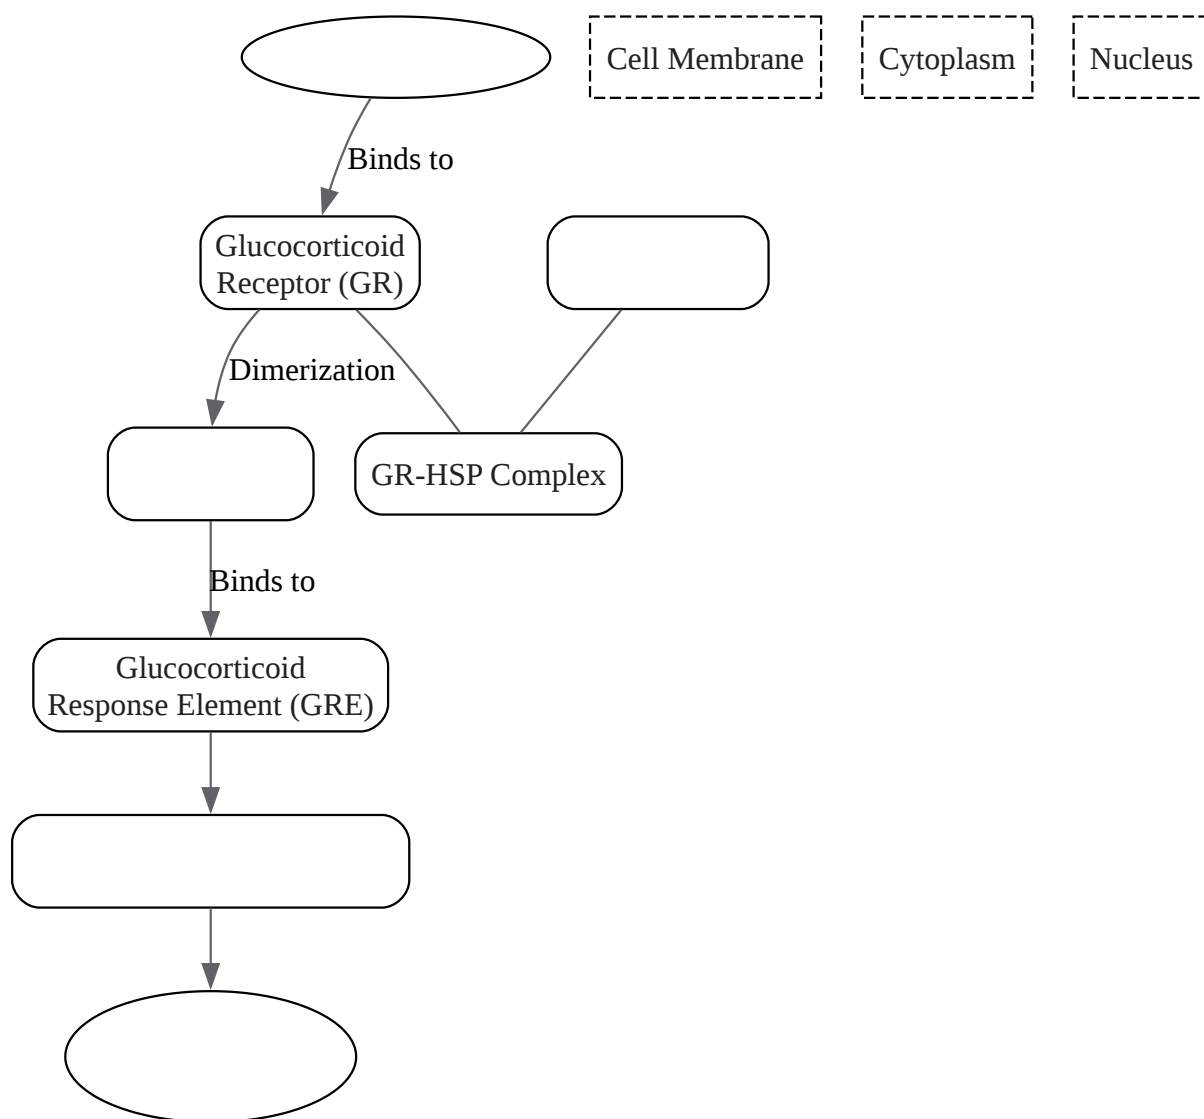 Cell Membrane
Cytoplasm
Nucleus
Binds to
Glucocorticoid
Receptor (GR)
Dimerization
GR-HSP Complex
Binds to
Glucocorticoid
Response Element (GRE)